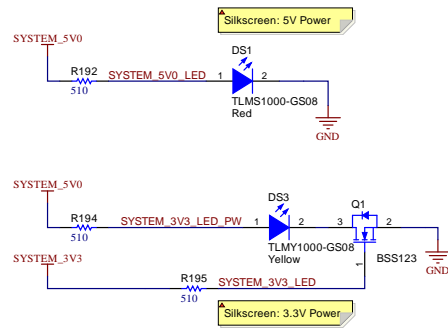 Silkscreen: 5V Power
SYSTEM_5V0
DS1
R192
SYSTEM_5V0_LED
1
2
510
TLMS1000-GS08
Red
GND
SYSTEM_5V0
DS3
Q1
R194
SYSTEM_3V3_LED_PW
1
2
3
2
510
TLMY1000-GS08
Yellow
BSS123
SYSTEM_3V3
1
GND
R195
SYSTEM_3V3_LED
510
Silkscreen: 3.3V Power